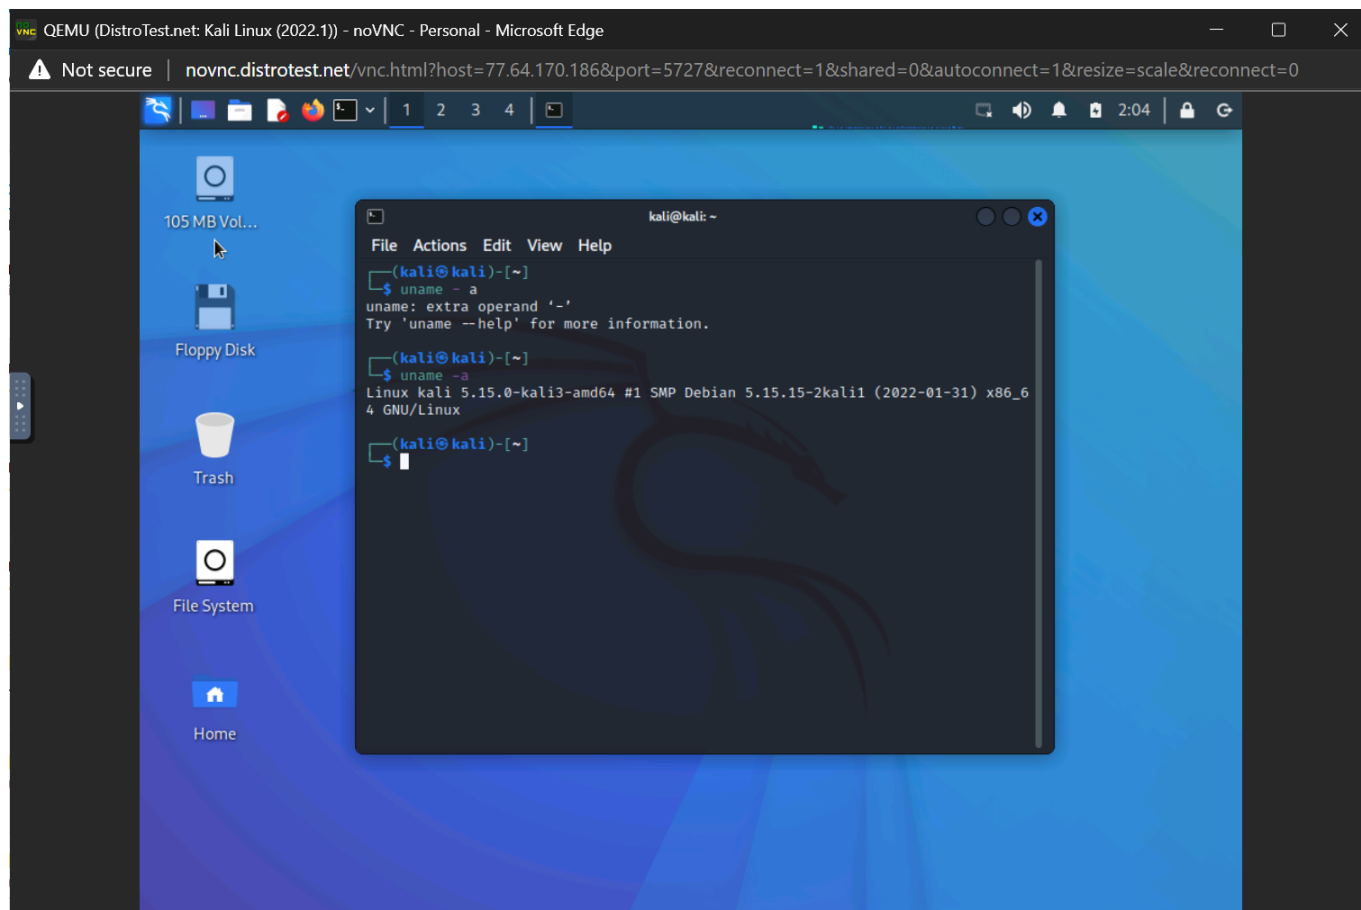 QEMU (DistroTest.net: Kali Linux (2022.1)) - noVNC - Personal - Microsoft Edge
Not secure | novnc.distrotest.net/vnc.html?host=77.64.170.186&port=5727&reconnect=1&shared=0&autoconnect=1&resize=scale&reconnect=0
1 2 3 4 2:04
105 MB Vol...
Floppy Disk
Trash
File System
Home
kali@kali: ~
File Actions Edit View Help
┌──(kali㉿kali)-[~]
└─$ uname - a
uname: extra operand ‘-’
Try 'uname --help' for more information.
┌──(kali㉿kali)-[~]
└─$ uname -a
Linux kali 5.15.0-kali3-amd64 #1 SMP Debian 5.15.15-2kali1 (2022-01-31) x86_6
4 GNU/Linux
┌──(kali㉿kali)-[~]
└─$